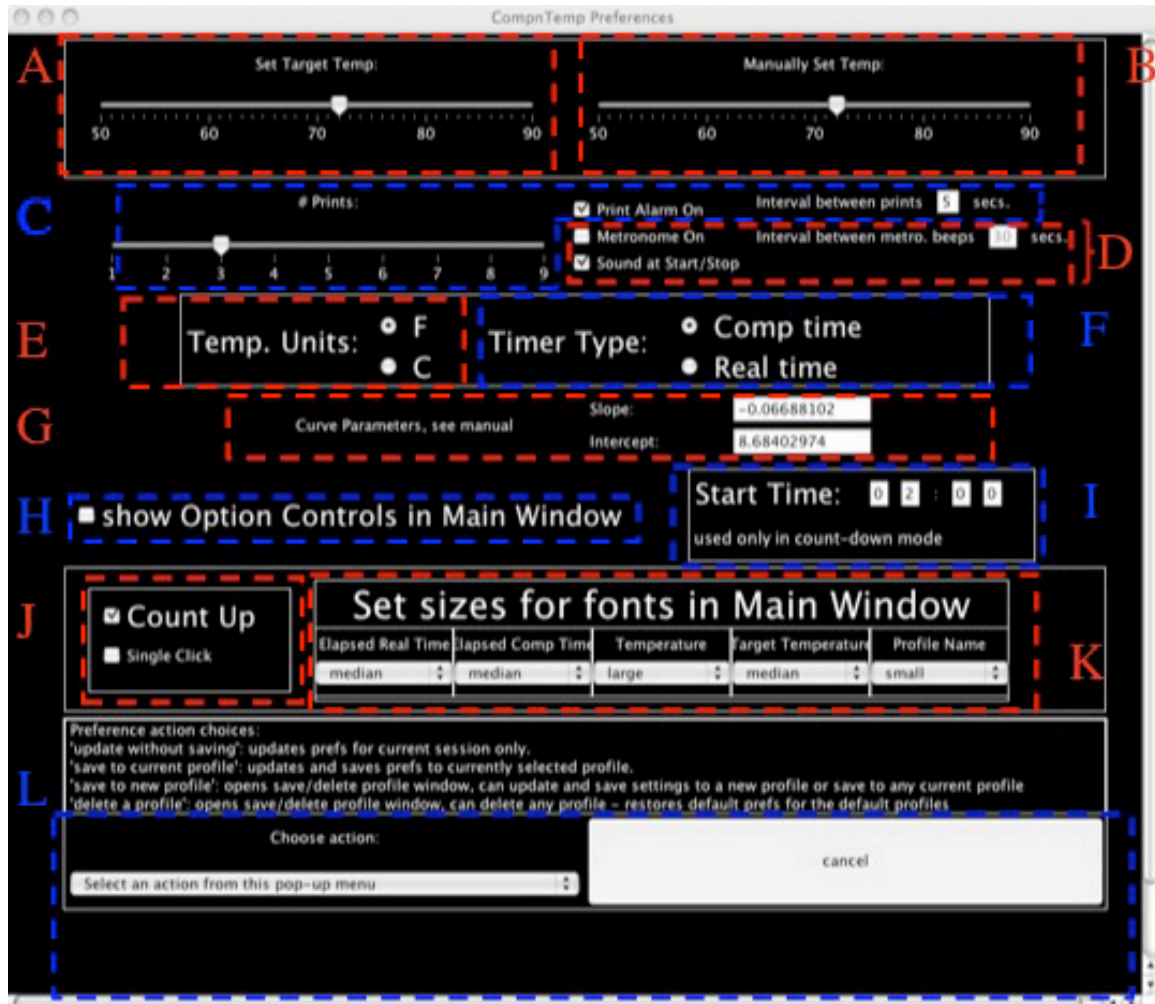 CompnTemp Preferences
A
Set Target Temp:
50 60 70 80 90
B
Manually Set Temp:
50 60 70 80 90
C
# Prints:
1 2 3 4 5 6 7 8 9
Print Alarm On Interval between prints 5 secs.
Metronome On Interval between metro. beeps 30 secs.
Sound at Start/Stop
D
E
Temp. Units: F
C
Timer Type: Comp time
Real time
F
G
Curve Parameters, see manual
Slope: -0.06688102
Intercept: 8.68402974
H
show Option Controls in Main Window
Start Time: 0 2 : 0 0
used only in count-down mode
I
J
Count Up
Single Click
Set sizes for fonts in Main Window
Elapsed Real Time Elapsed Comp Time Temperature Target Temperature Profile Name
median median large median small
K
L
Preference action choices:
'update without saving': updates prefs for current session only.
'save to current profile': updates and saves prefs to currently selected profile.
'save to new profile': opens save/delete profile window, can update and save settings to a new profile or save to any current profile
'delete a profile': opens save/delete profile window, can delete any profile - restores default prefs for the default profiles
Choose action:
Select an action from this pop-up menu
cancel